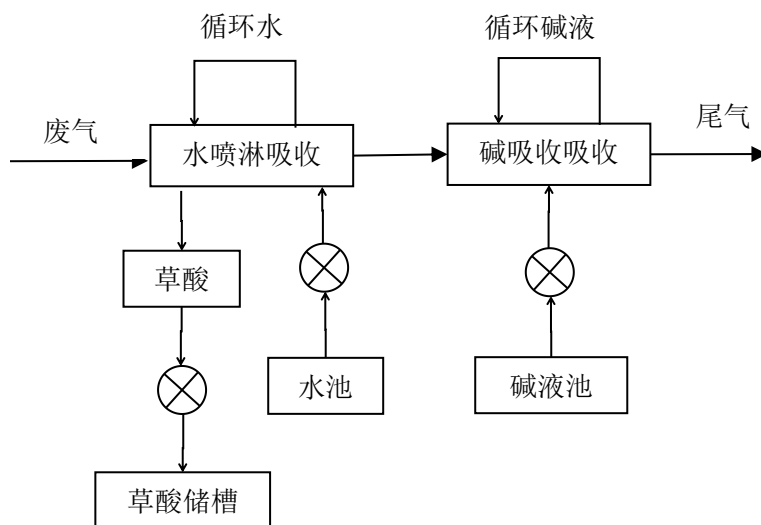 循环水
循环碱液
废气
水喷淋吸收
碱吸收吸收
尾气
草酸
水池
碱液池
草酸储槽